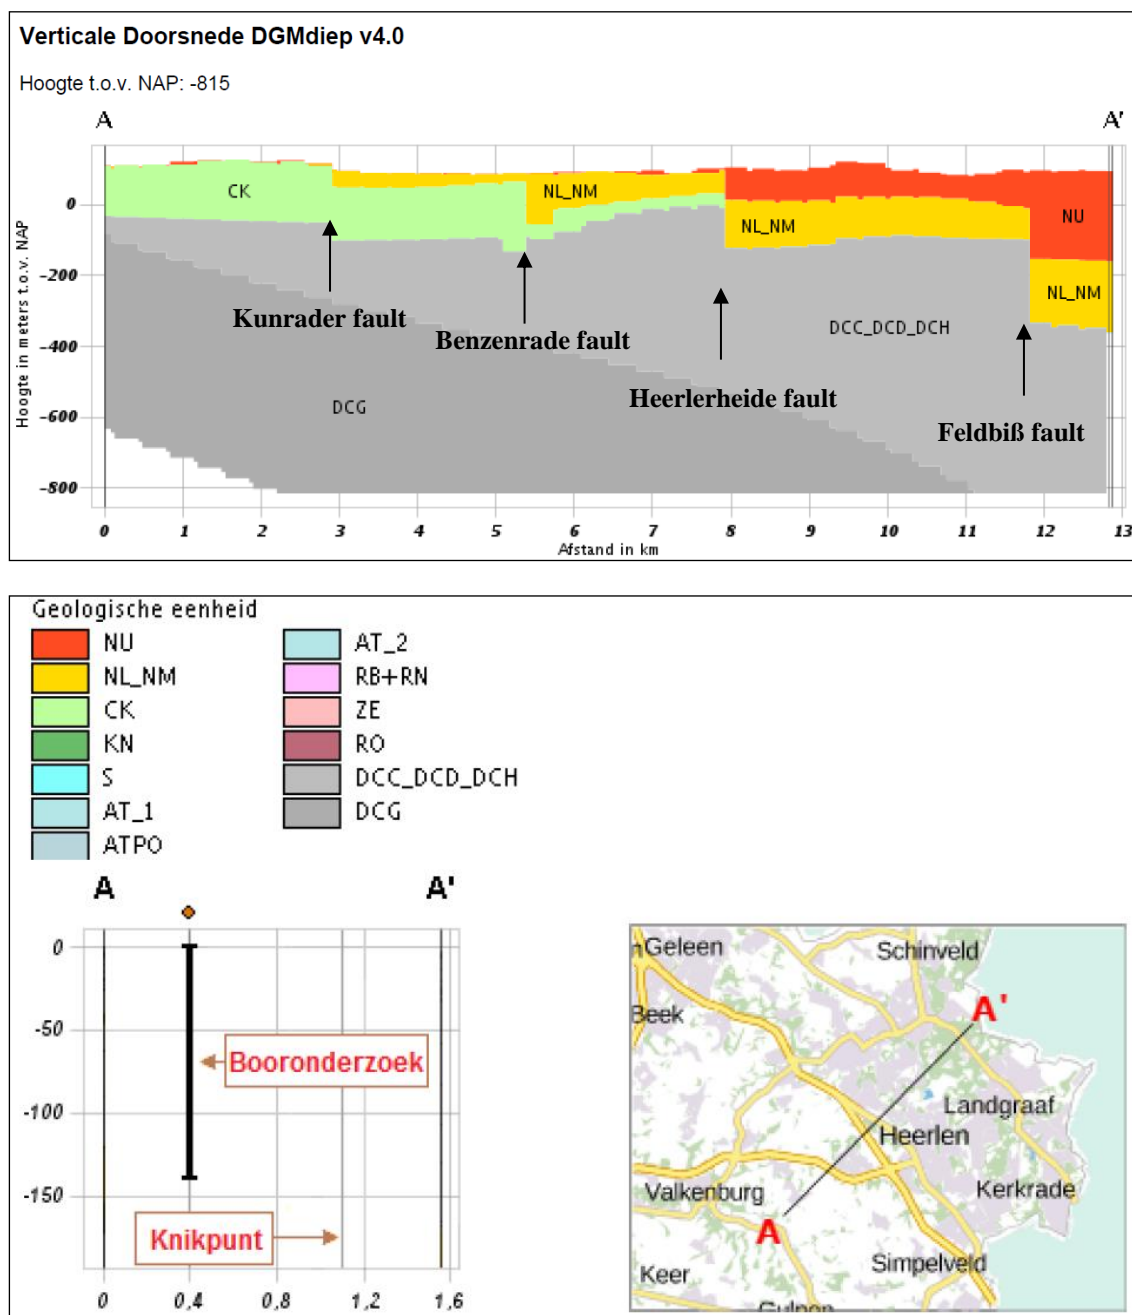 Verticale Doorsnede DGMdiep v4.0
Hoogte t.o.v. NAP: -815
A A'
Hoogte in meters t.o.v. NAP
0
-200
-400
-600
-800
CK
NL_NM
NL_NM
NU
NL_NM
DCC_DCD_DCH
DCG
Kunrader fault
Benzenrade fault
Heerlerheide fault
Feldbiß fault
0 1 2 3 4 5 6 7 8 9 10 11 12 13
Afstand in km
Geologische eenheid
NU AT_2
NL_NM RB+RN
CK ZE
KN RO
S DCC_DCD_DCH
AT_1 DCG
ATPO
A A'
0
-50
-100
-150
Booronderzoek
Knikpunt
0 0,4 0,8 1,2 1,6
nGeleen
Schinveld
Beek
A'
Landgraaf
Heerlen
Valkenburg
Kerkrade
A
Simpelveld
Keer
Gulpen